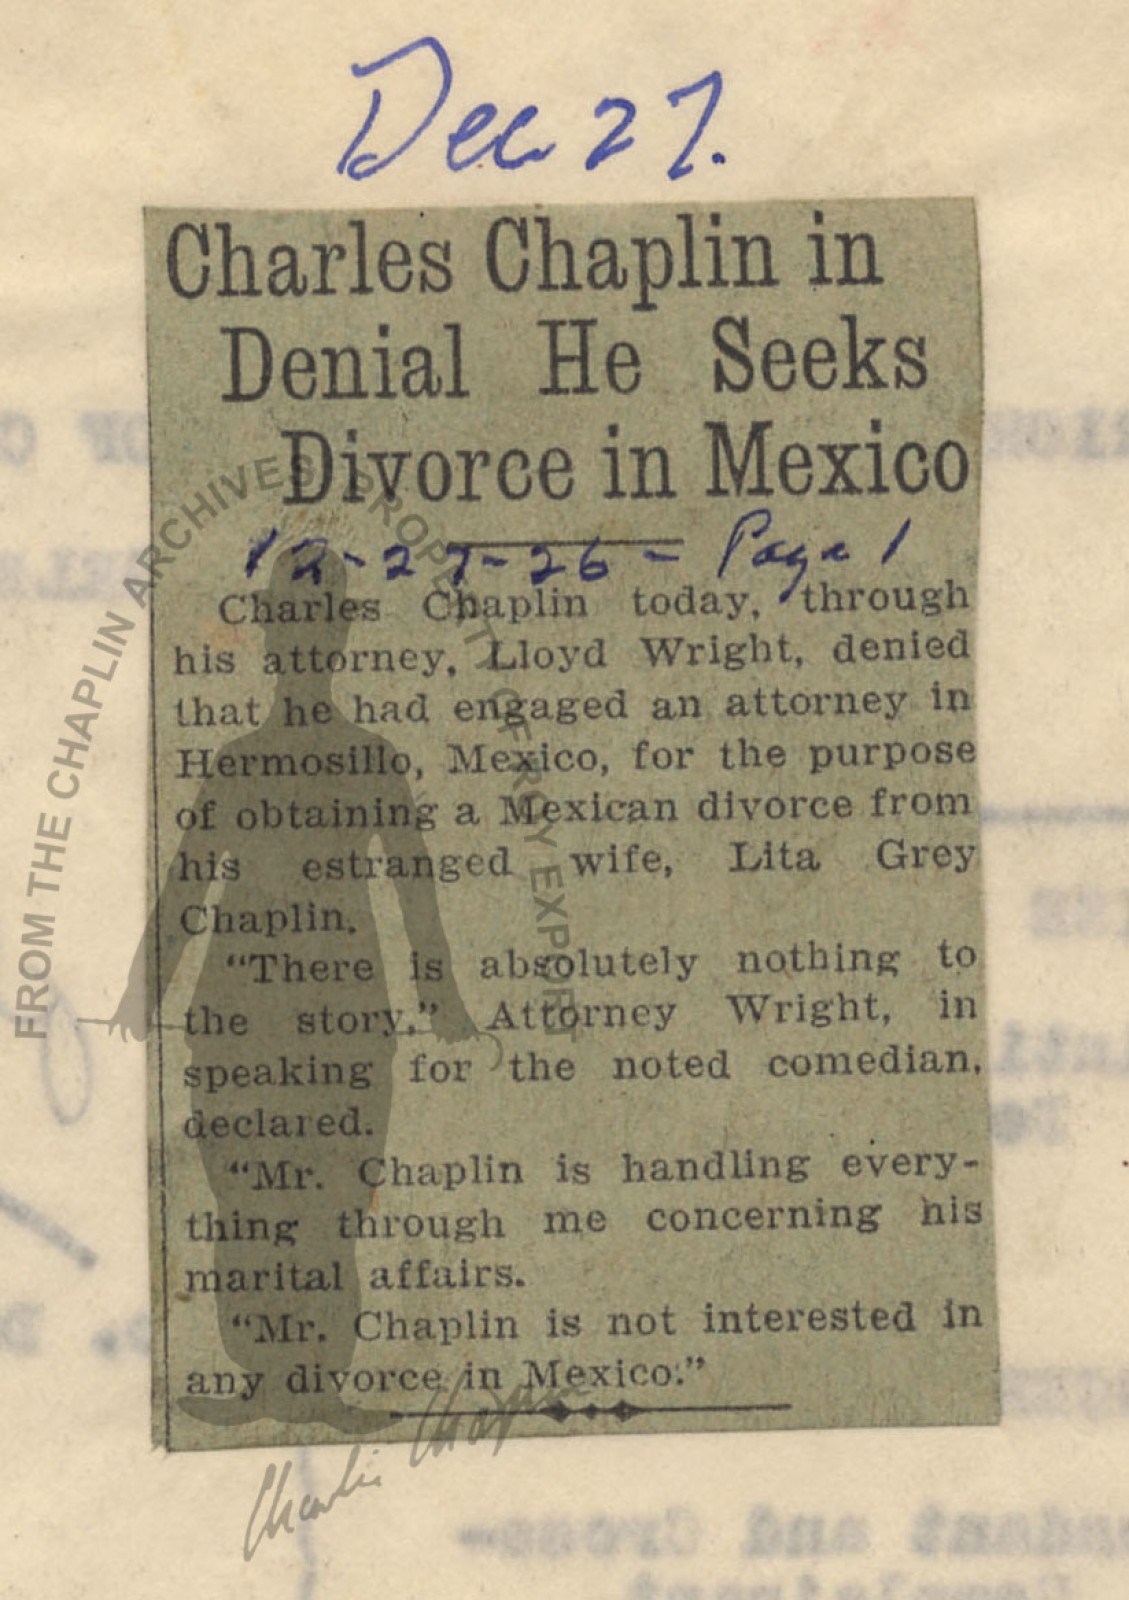 Dec 27.
Charles Chaplin in
Denial He Seeks
Divorce in Mexico
12-27-26 - Page 1
Charles Chaplin today, through
his attorney, Lloyd Wright, denied
that he had engaged an attorney in
Hermosillo, Mexico, for the purpose
of obtaining a Mexican divorce from
his estranged wife, Lita Grey
Chaplin.
"There is absolutely nothing to
the story," Attorney Wright, in
speaking for the noted comedian,
declared.
"Mr. Chaplin is handling every-
thing through me concerning his
marital affairs.
"Mr. Chaplin is not interested in
any divorce in Mexico."
FROM THE CHAPLIN ARCHIVES. PROPERTY OF ROY EXPORT
Charlie Chaplin